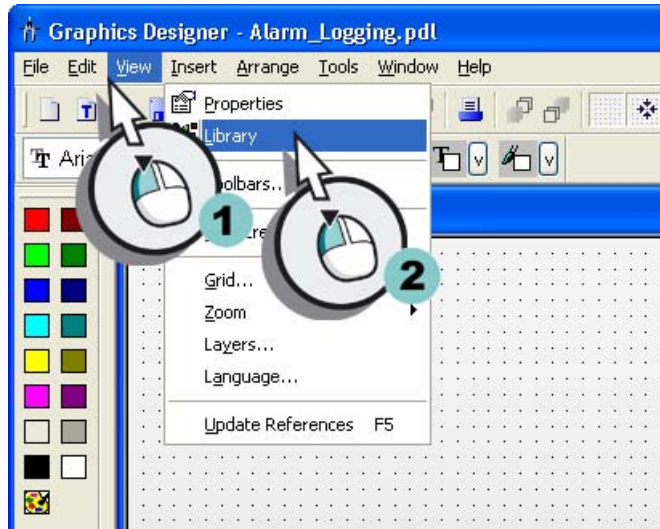 Graphics Designer - Alarm_Logging.pdl
File Edit View Insert Arrange Tools Window Help
Properties
Library
1
2
Grid...
Zoom
Layers...
Language...
Update References F5